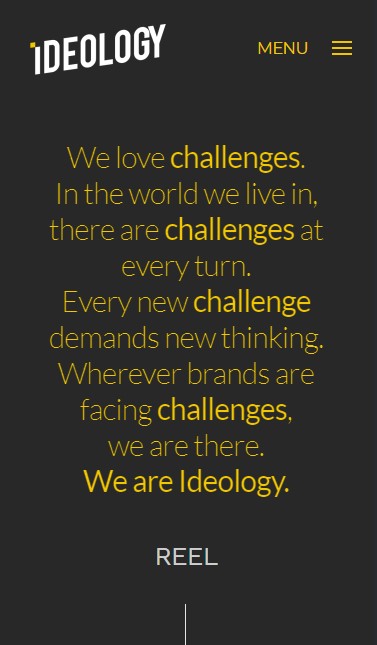 IDEOLOGY
MENU
We love challenges.
In the world we live in,
there are challenges at
every turn.
Every new challenge
demands new thinking.
Wherever brands are
facing challenges,
we are there.
We are Ideology.
REEL